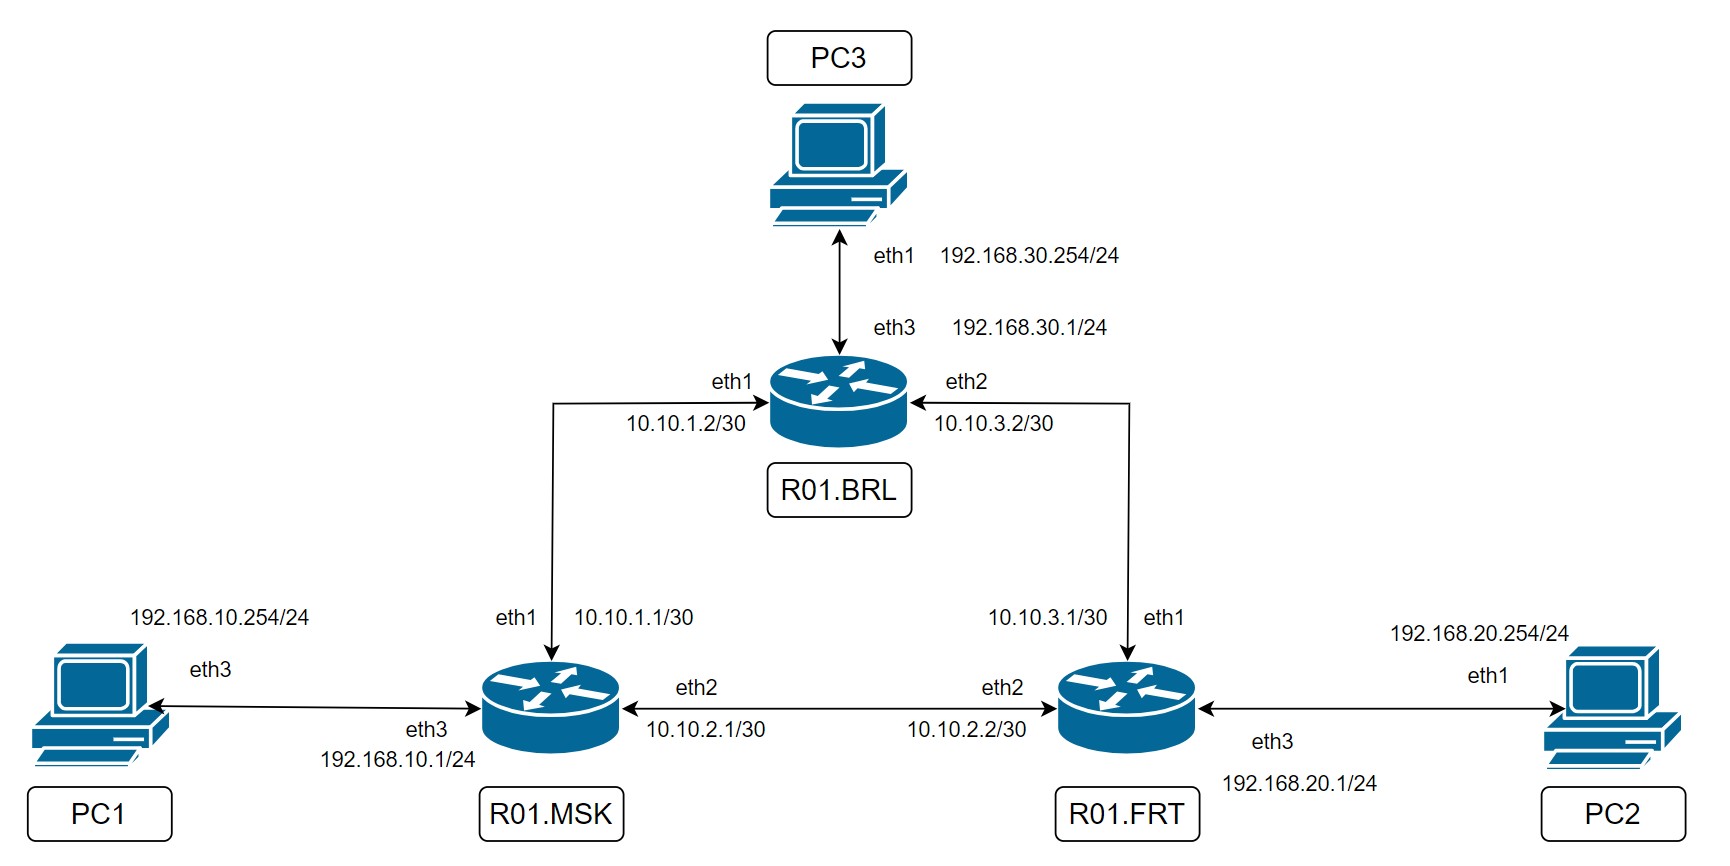 PC3
eth1 192.168.30.254/24
eth3 192.168.30.1/24
eth1
eth2
10.10.1.2/30
10.10.3.2/30
R01.BRL
192.168.10.254/24
eth1 10.10.1.1/30
10.10.3.1/30 eth1
192.168.20.254/24
eth3
eth1
eth2
eth2
eth3
10.10.2.1/30
10.10.2.2/30
eth3
192.168.10.1/24
192.168.20.1/24
PC1
R01.MSK
R01.FRT
PC2